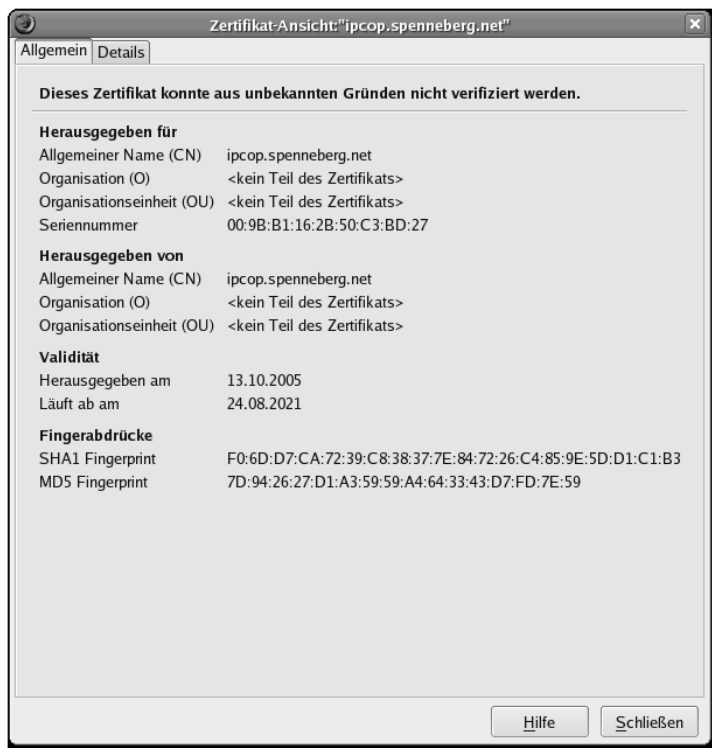 Zertifikat-Ansicht:"ipcop.spenneberg.net"
Allgemein Details
Dieses Zertifikat konnte aus unbekannten Gründen nicht verifiziert werden.
Herausgegeben für
Allgemeiner Name (CN) ipcop.spenneberg.net
Organisation (O) <kein Teil des Zertifikats>
Organisationseinheit (OU) <kein Teil des Zertifikats>
Seriennummer 00:9B:B1:16:2B:50:C3:BD:27
Herausgegeben von
Allgemeiner Name (CN) ipcop.spenneberg.net
Organisation (O) <kein Teil des Zertifikats>
Organisationseinheit (OU) <kein Teil des Zertifikats>
Validität
Herausgegeben am 13.10.2005
Läuft ab am 24.08.2021
Fingerabdrücke
SHA1 Fingerprint F0:6D:D7:CA:72:39:C8:38:37:7E:84:72:26:C4:85:9E:5D:D1:C1:B3
MD5 Fingerprint 7D:94:26:27:D1:A3:59:59:A4:64:33:43:D7:FD:7E:59
Hilfe Schließen